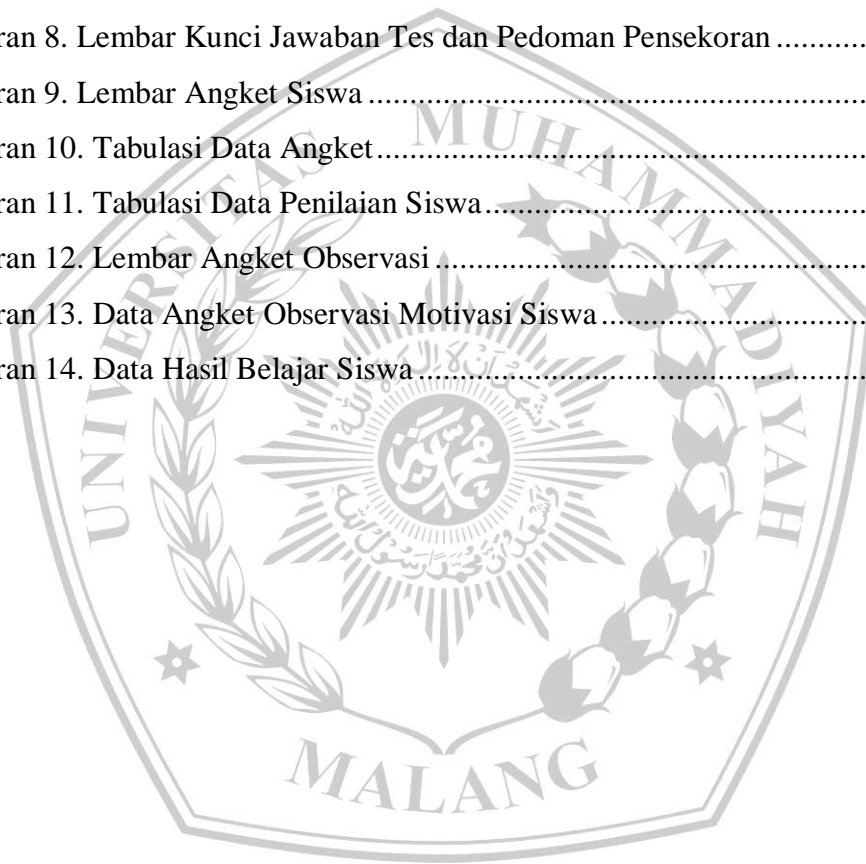 ran 8. Lembar Kunci Jawaban Tes dan Pedoman Pensekoran ...........
ran 9. Lembar Angket Siswa ..............................................................
ran 10. Tabulasi Data Angket .............................................................
ran 11. Tabulasi Data Penilaian Siswa ................................................
ran 12. Lembar Angket Observasi ......................................................
ran 13. Data Angket Observasi Motivasi Siswa .................................
ran 14. Data Hasil Belajar Siswa ........................................................
UNIVERSITAS MUHAMMADIYAH
MALANG